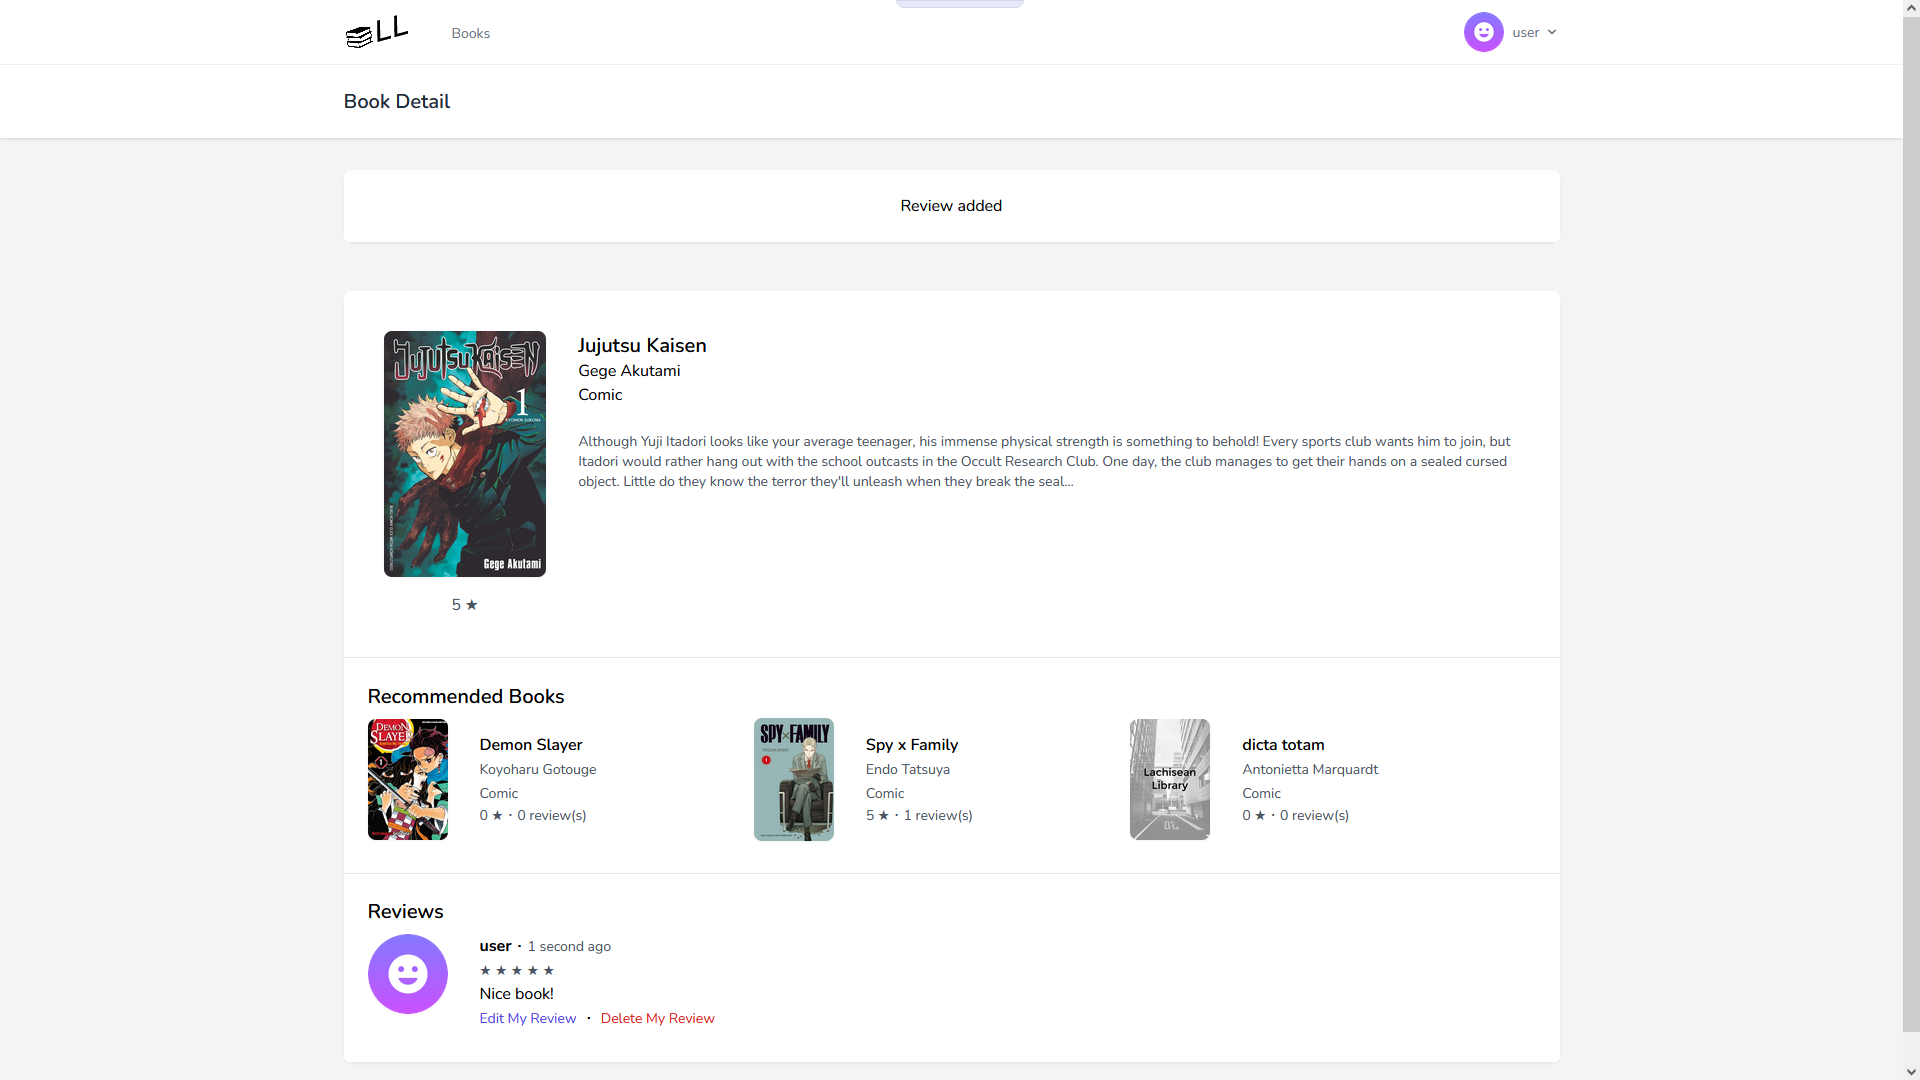 LL
Books
user
Book Detail
Review added
JUJUTSU KAISEN
1
RYOMEN SUKUNA
Gege Akutami
Jujutsu Kaisen
Gege Akutami
Comic
Although Yuji Itadori looks like your average teenager, his immense physical strength is something to behold! Every sports club wants him to join, but
Itadori would rather hang out with the school outcasts in the Occult Research Club. One day, the club manages to get their hands on a sealed cursed
object. Little do they know the terror they'll unleash when they break the seal...
5 ★
Recommended Books
DEMON
SLAYER
1
Demon Slayer
Koyoharu Gotouge
Comic
0 ★ · 0 review(s)
SPY×FAMILY
TATSUYA ENDO
1
Spy x Family
Endo Tatsuya
Comic
5 ★ · 1 review(s)
Lachisean
Library
dicta totam
Antonietta Marquardt
Comic
0 ★ · 0 review(s)
Reviews
user · 1 second ago
★ ★ ★ ★ ★
Nice book!
Edit My Review · Delete My Review